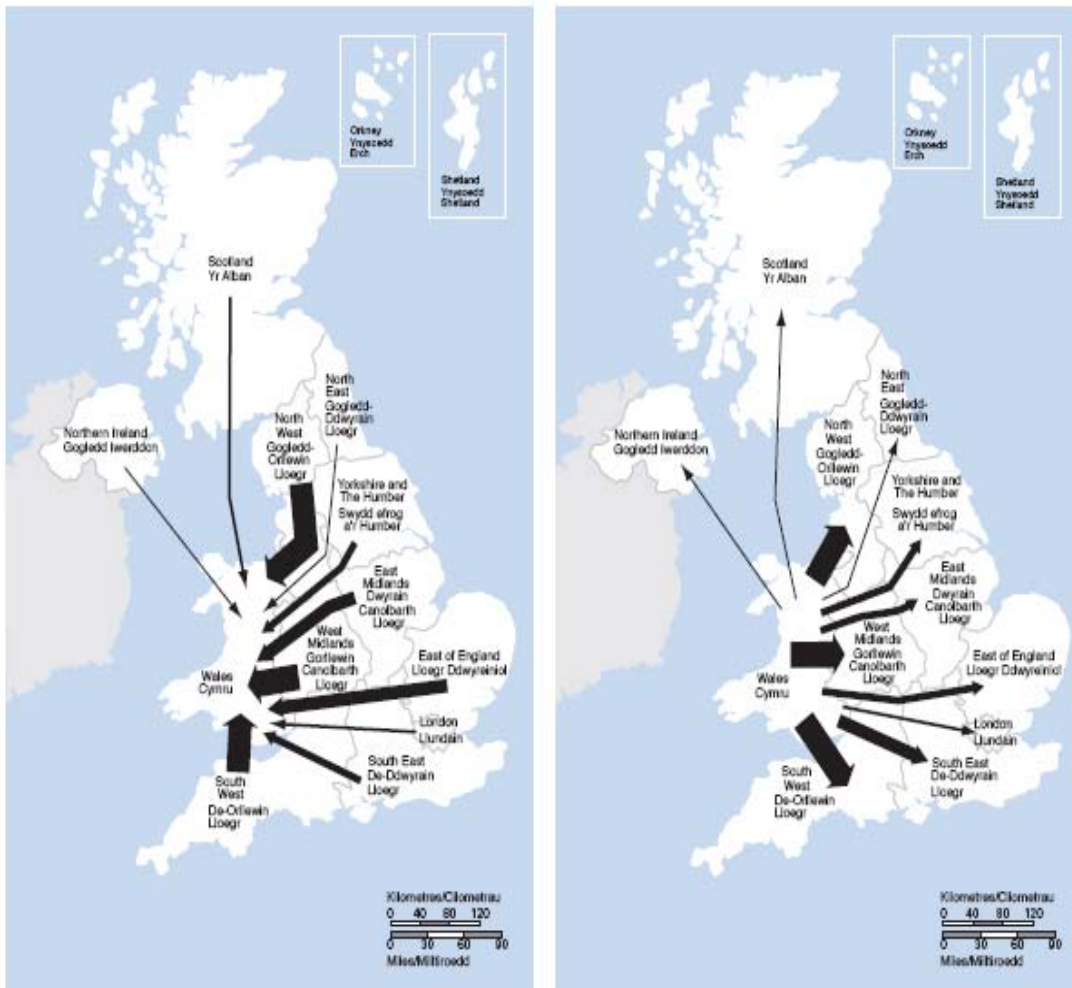 Orkney
Ynysoedd
Erch
Shetland
Ynysoedd
Shetland
Scotland
Yr Alban
North
East
Gogledd-
Ddwyrain
Lloegr
Northern Ireland
Gogledd Iwerddon
North
West
Gogledd-
Orllewin
Lloegr
Yorkshire and
The Humber
Swydd efrog
a'r Humber
East
Midlands
Dwyrain
Canolbarth
Lloegr
West
Midlands
Gorllewin
Canolbarth
Lloegr
East of England
Lloegr Ddwyreiniol
Wales
Cymru
London
Llundain
South East
De-Ddwyrain
Lloegr
South
West
De-Orllewin
Lloegr
Kilometres/Cilometrau
0 40 80 120
0 30 60 90
Miles/Milltiroedd
Orkney
Ynysoedd
Erch
Shetland
Ynysoedd
Shetland
Scotland
Yr Alban
North
East
Gogledd-
Ddwyrain
Lloegr
Northern Ireland
Gogledd Iwerddon
North
West
Gogledd-
Orllewin
Lloegr
Yorkshire and
The Humber
Swydd efrog
a'r Humber
East
Midlands
Dwyrain
Canolbarth
Lloegr
West
Midlands
Gorllewin
Canolbarth
Lloegr
East of England
Lloegr Ddwyreiniol
Wales
Cymru
London
Llundain
South East
De-Ddwyrain
Lloegr
South
West
De-Orllewin
Lloegr
Kilometres/Cilometrau
0 40 80 120
0 30 60 90
Miles/Milltiroedd